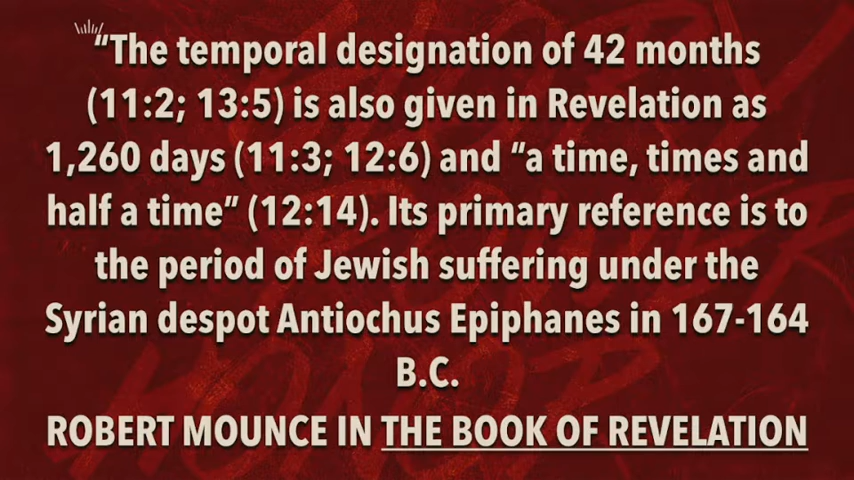 “The temporal designation of 42 months
(11:2; 13:5) is also given in Revelation as
1,260 days (11:3; 12:6) and “a time, times and
half a time” (12:14). Its primary reference is to
the period of Jewish suffering under the
Syrian despot Antiochus Epiphanes in 167-164
B.C.
ROBERT MOUNCE IN THE BOOK OF REVELATION